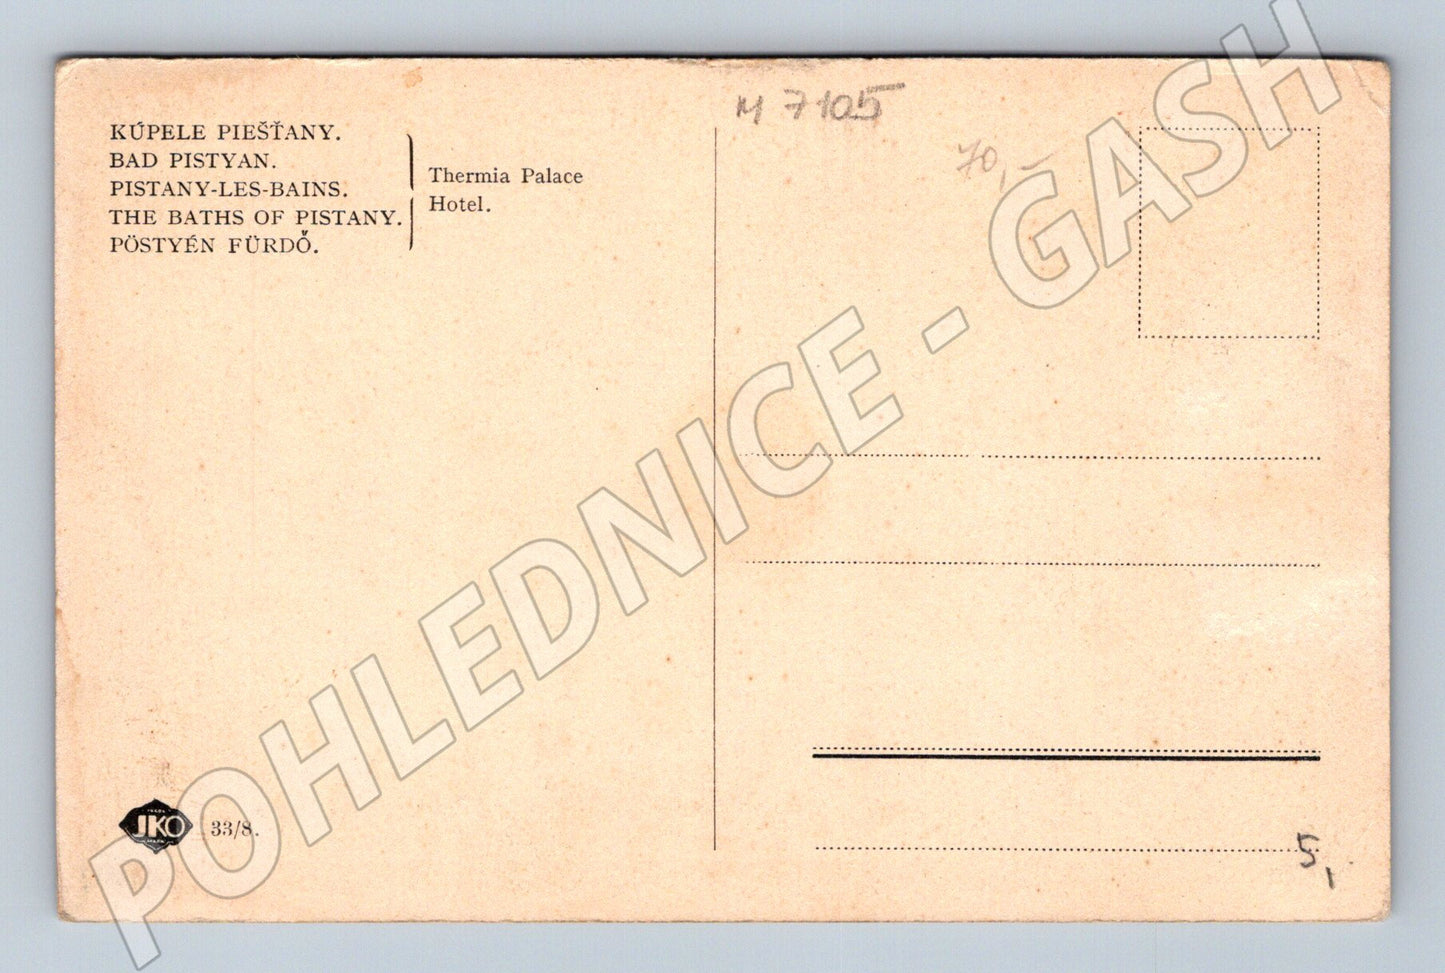 M 7105
70,-
KÚPELE PIEŠŤANY.
BAD PISTYAN.
PISTANY-LES-BAINS.
THE BATHS OF PISTANY.
PÖSTYÉN FÜRDŐ.
Thermia Palace
Hotel.
POHLEDNICE - GASH
JKO
33/8.
5,